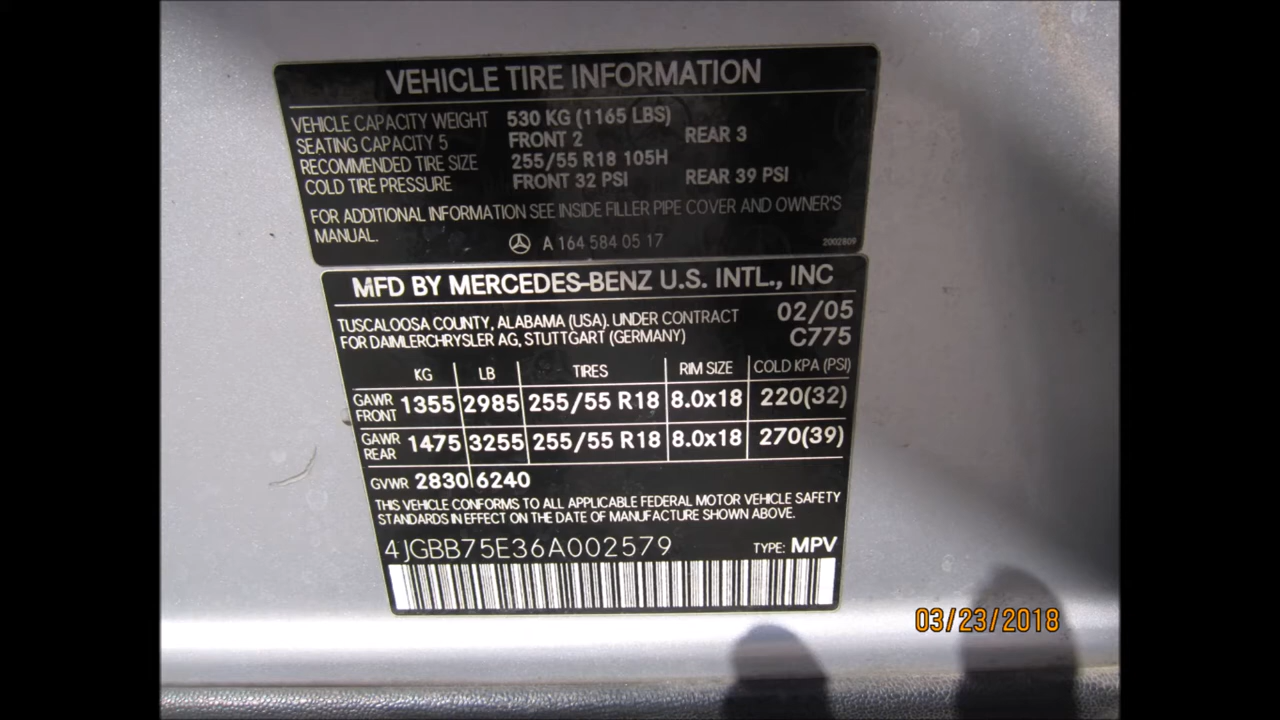 VEHICLE TIRE INFORMATION
VEHICLE CAPACITY WEIGHT 530 KG (1165 LBS)
SEATING CAPACITY 5 FRONT 2 REAR 3
RECOMMENDED TIRE SIZE 255/55 R18 105H
COLD TIRE PRESSURE FRONT 32 PSI REAR 39 PSI
FOR ADDITIONAL INFORMATION SEE INSIDE FILLER PIPE COVER AND OWNER'S
MANUAL.
A 164 584 05 17 2002809
MFD BY MERCEDES-BENZ U.S. INTL., INC
TUSCALOOSA COUNTY, ALABAMA (USA). UNDER CONTRACT 02/05
FOR DAIMLERCHRYSLER AG, STUTTGART (GERMANY) C775
KG LB TIRES RIM SIZE COLD KPA (PSI)
GAWR FRONT 1355 2985 255/55 R18 8.0x18 220(32)
GAWR REAR 1475 3255 255/55 R18 8.0x18 270(39)
GVWR 2830 6240
THIS VEHICLE CONFORMS TO ALL APPLICABLE FEDERAL MOTOR VEHICLE SAFETY
STANDARDS IN EFFECT ON THE DATE OF MANUFACTURE SHOWN ABOVE.
4JGBB75E36A002579 TYPE: MPV
03/23/2018